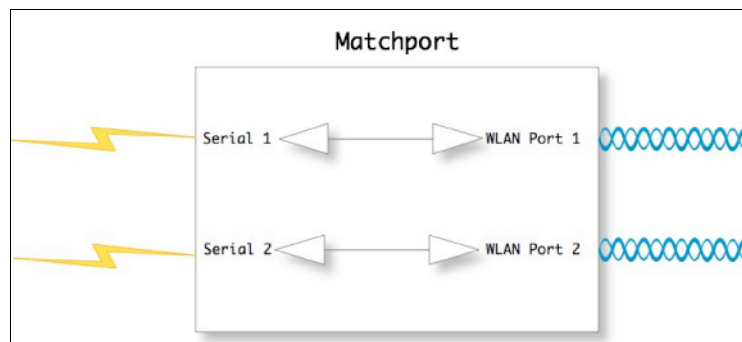 Matchport
Serial 1 WLAN Port 1
Serial 2 WLAN Port 2